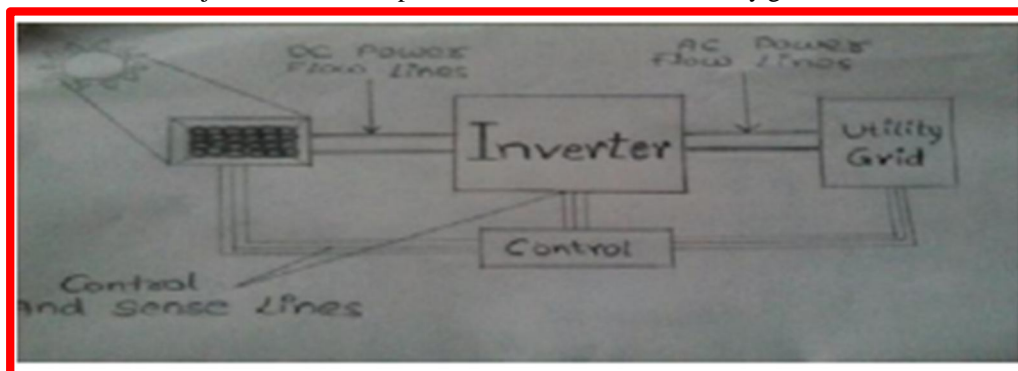 DC Power
Flow Lines
AC Power
Flow Lines
Inverter
Utility
Grid
Control
Control
and Sense Lines